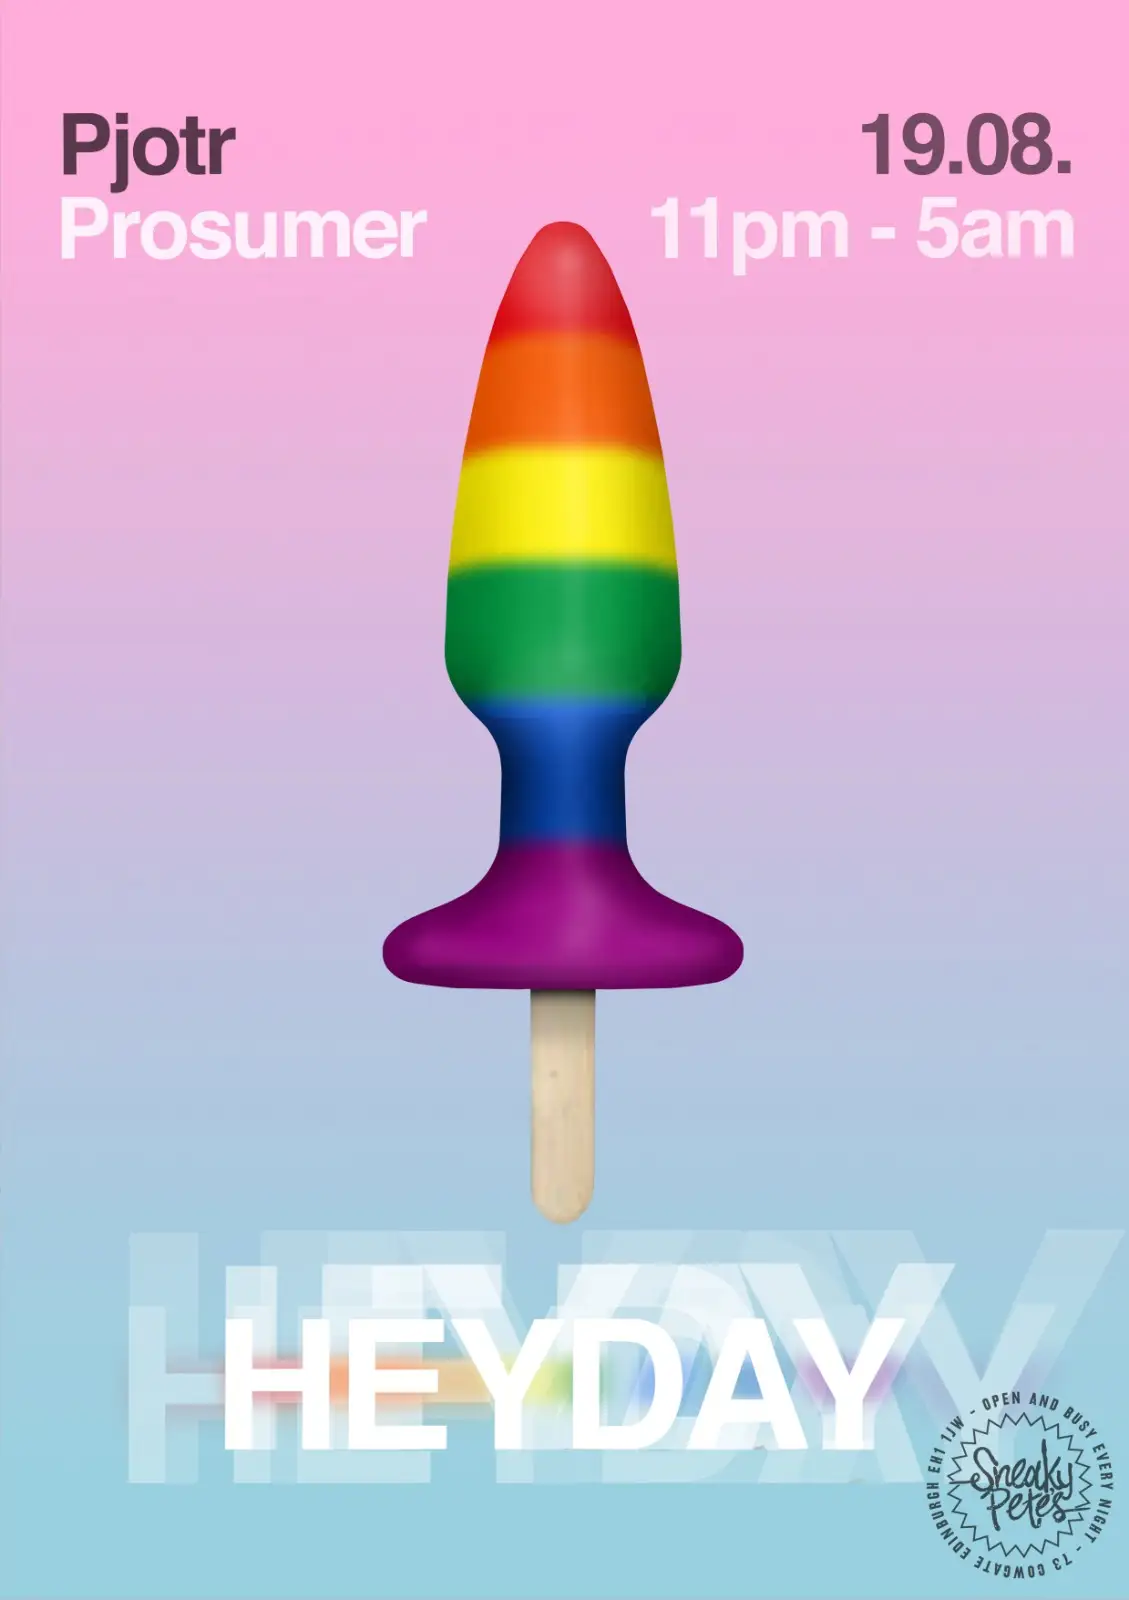 Pjotr
Prosumer
19.08.
11pm - 5am
HEYDAY
Sneaky
Pete's
OPEN AND BUSY EVERY NIGHT - 73 COWGATE EDINBURGH EH1 1JW -